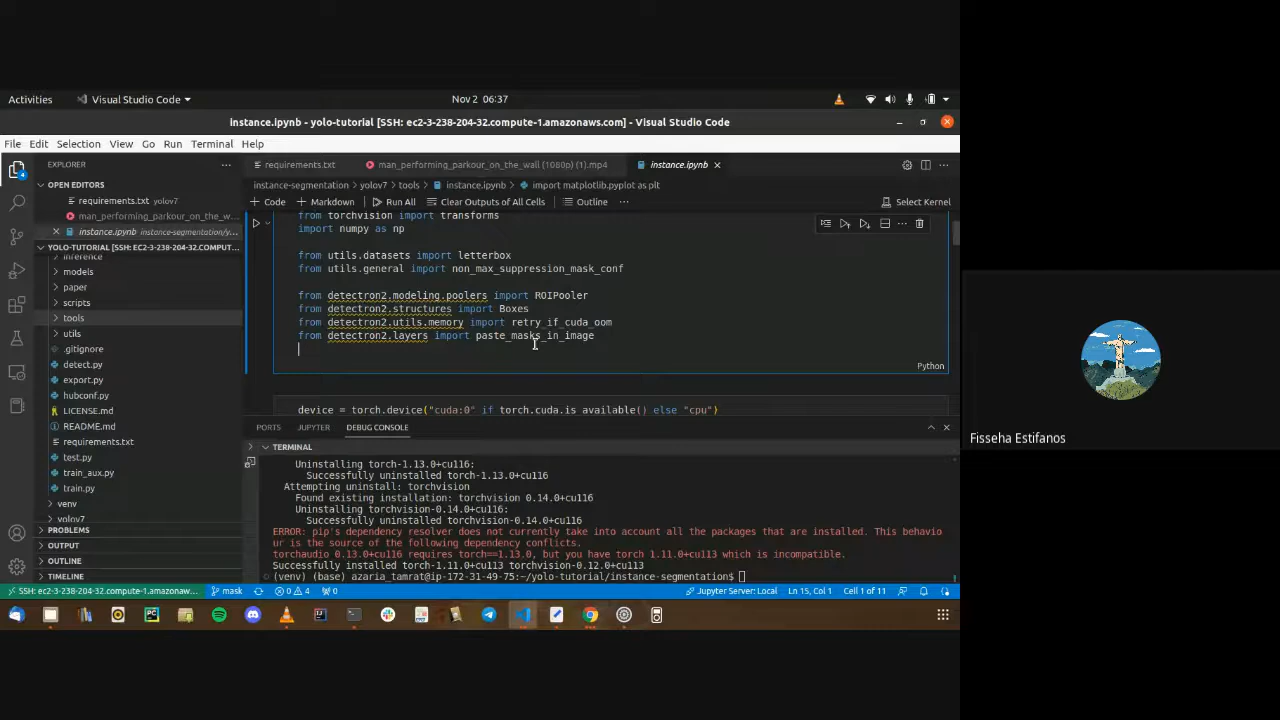 Activities
Visual Studio Code
Nov 2 06:37
instance.ipynb - yolo-tutorial [SSH: ec2-3-238-204-32.compute-1.amazonaws.com] - Visual Studio Code
File Edit Selection View Go Run Terminal Help
EXPLORER
requirements.txt
man_performing_parkour_on_the_wall (1080p) (1).mp4
instance.ipynb
OPEN EDITORS
instance-segmentation > yolov7 > tools > instance.ipynb > import matplotlib.pyplot as plt
requirements.txt yolov7
+ Code + Markdown Run All Clear Outputs of All Cells Outline ... Select Kernel
man_performing_parkour_on_the_w...
instance.ipynb instance-segmentation/y...
YOLO-TUTORIAL [SSH: EC2-3-238-204-32.COMPUT...
inference
models
paper
scripts
tools
utils
.gitignore
detect.py
export.py
hubconf.py
LICENSE.md
README.md
requirements.txt
test.py
train_aux.py
train.py
venv
yolov7
PROBLEMS
OUTPUT
OUTLINE
TIMELINE
from torchvision import transforms
import numpy as np
from utils.datasets import letterbox
from utils.general import non_max_suppression_mask_conf
from detectron2.modeling.poolers import ROIPooler
from detectron2.structures import Boxes
from detectron2.utils.memory import retry_if_cuda_oom
from detectron2.layers import paste_masks_in_image
Python
device = torch.device("cuda:0" if torch.cuda.is_available() else "cpu")
PORTS JUPYTER DEBUG CONSOLE
TERMINAL
Uninstalling torch-1.13.0+cu116:
Successfully uninstalled torch-1.13.0+cu116
Attempting uninstall: torchvision
Found existing installation: torchvision 0.14.0+cu116
Uninstalling torchvision-0.14.0+cu116:
Successfully uninstalled torchvision-0.14.0+cu116
ERROR: pip's dependency resolver does not currently take into account all the packages that are installed. This behavio
ur is the source of the following dependency conflicts.
torchaudio 0.13.0+cu116 requires torch==1.13.0, but you have torch 1.11.0+cu113 which is incompatible.
Successfully installed torch-1.11.0+cu113 torchvision-0.12.0+cu113
(venv) (base) azaria_tamrat@ip-172-31-49-75:~/yolo-tutorial/instance-segmentation$
SSH: ec2-3-238-204-32.compute-1.amazonaw... mask 0 4 0 Jupyter Server: Local Ln 15, Col 1 Cell 1 of 11
Fisseha Estifanos